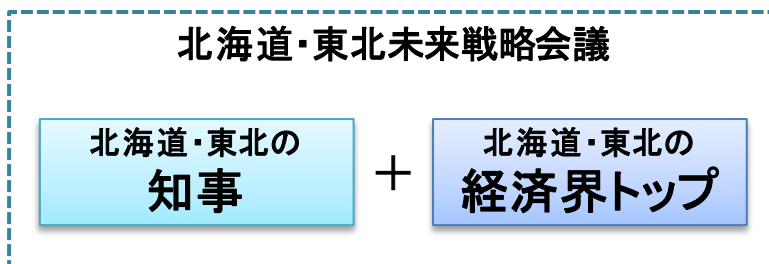 北海道・東北未来戦略会議
北海道・東北の
知事
＋
北海道・東北の
経済界トップ